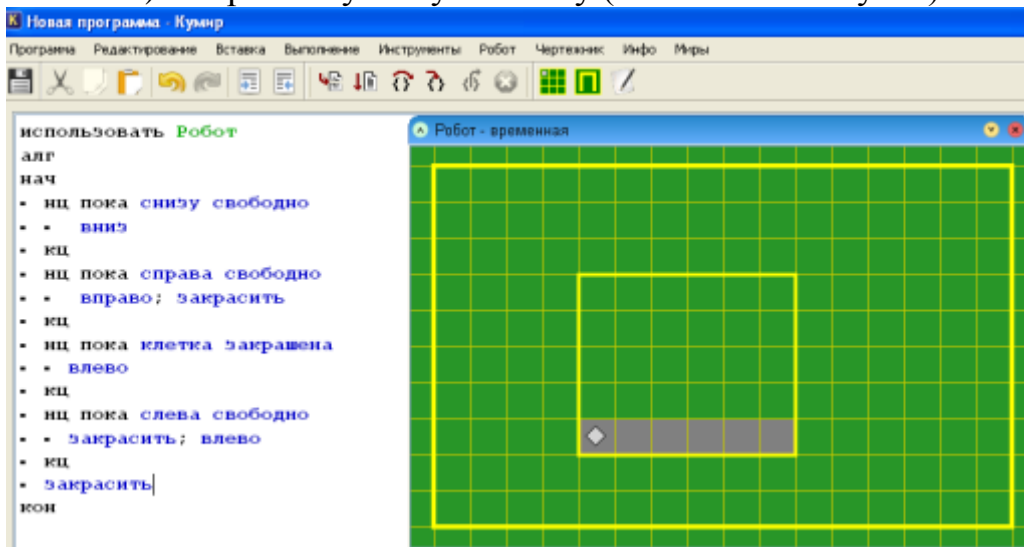 Новая программа - Кумир
Программа Редактирование Вставка Выполнение Инструменты Робот Чертежник Инфо Миры
использовать Робот
Робот - временная
алг
нач
нц пока снизу свободно
вниз
кц
нц пока справа свободно
вправо; закрасить
кц
нц пока клетка закрашена
влево
кц
нц пока слева свободно
закрасить; влево
кц
закрасить
кон